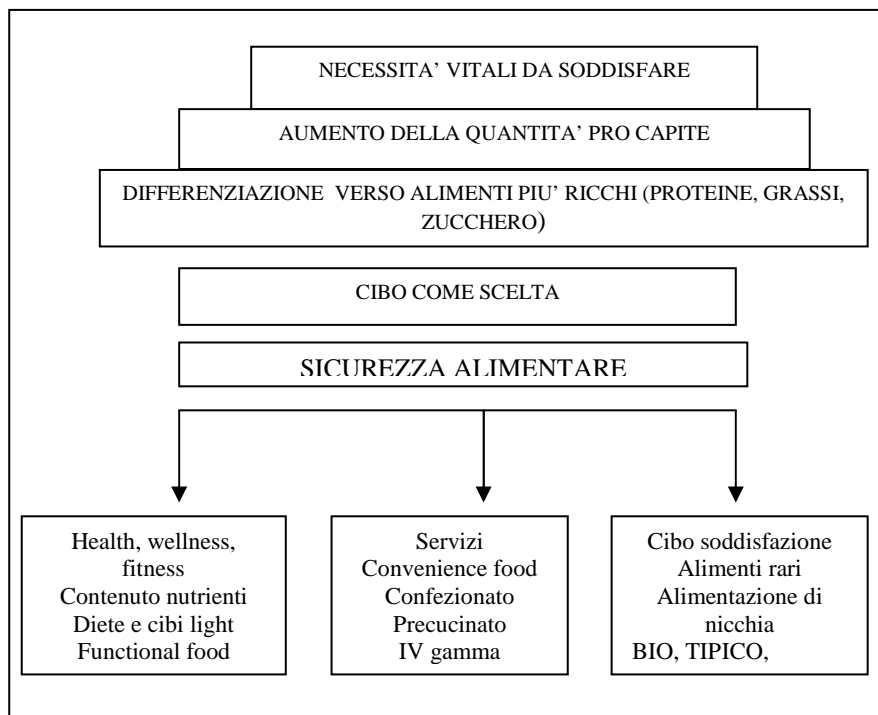 NECESSITA’ VITALI DA SODDISFARE
AUMENTO DELLA QUANTITA’ PRO CAPITE
DIFFERENZIAZIONE VERSO ALIMENTI PIU’ RICCHI (PROTEINE, GRASSI,
ZUCCHERO)
CIBO COME SCELTA
SICUREZZA ALIMENTARE
Health, wellness,
fitness
Contenuto nutrienti
Diete e cibi light
Functional food
Servizi
Convenience food
Confezionato
Precucinato
IV gamma
Cibo soddisfazione
Alimenti rari
Alimentazione di
nicchia
BIO, TIPICO,